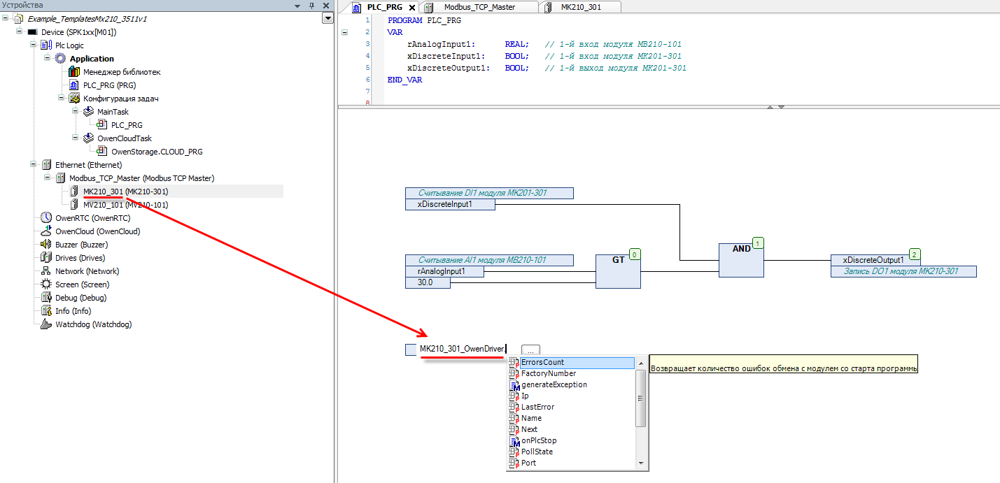 Устройства
Example_TemplatesMx210_3511v1
Device (SPK1xx[M01])
Plc Logic
Application
Менеджер библиотек
PLC_PRG (PRG)
Конфигурация задач
MainTask
PLC_PRG
OwenCloudTask
OwenStorage.CLOUD_PRG
Ethernet (Ethernet)
Modbus_TCP_Master (Modbus TCP Master)
MK210_301 (MK210-301)
MV210_101 (MV210-101)
OwenRTC (OwenRTC)
OwenCloud (OwenCloud)
Buzzer (Buzzer)
Drives (Drives)
Network (Network)
Screen (Screen)
Debug (Debug)
Info (Info)
Watchdog (Watchdog)
PLC_PRG Modbus_TCP_Master MK210_301
1 PROGRAM PLC_PRG
2 VAR
3 rAnalogInput1: REAL; // 1-й вход модуля МВ210-101
4 xDiscreteInput1: BOOL; // 1-й вход модуля МК201-301
5 xDiscreteOutput1: BOOL; // 1-й выход модуля МК201-301
6 END_VAR
7
8
Считывание DI1 модуля МК201-301
xDiscreteInput1
Считывание AI1 модуля МВ210-101
rAnalogInput1
30.0
GT 0
AND 1
2
xDiscreteOutput1
Запись DO1 модуля МК210-301
MK210_301_OwenDriver.
...
ErrorsCount
FactoryNumber
generateException
Ip
LastError
Name
Next
onPlcStop
PollState
Port
Возвращает количество ошибок обмена с модулем со старта программы